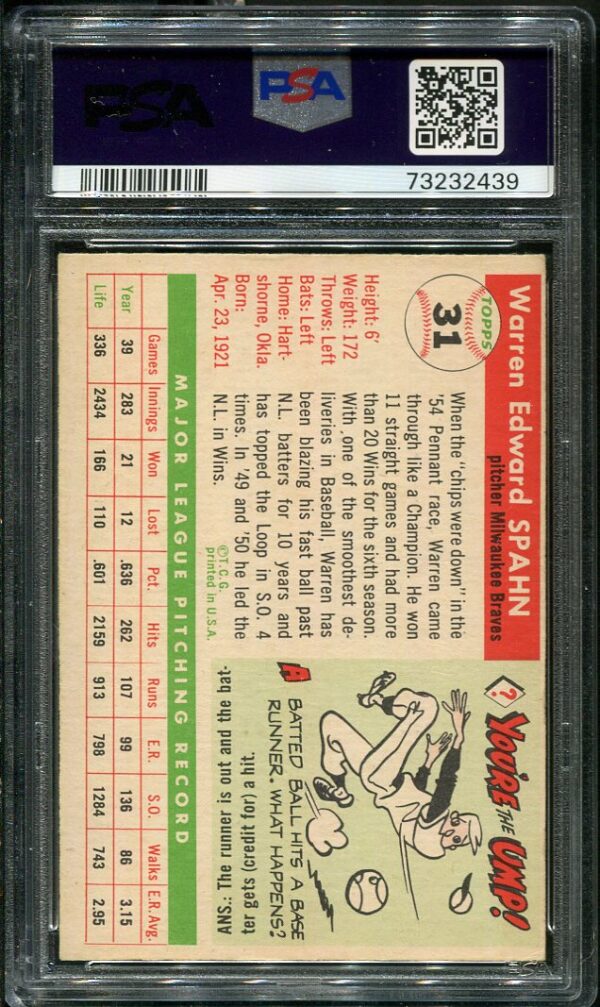 PSA
PSA
73232439
Warren Edward SPAHN
pitcher Milwaukee Braves
TOPPS
31
Height: 6'
Weight: 172
Throws: Left
Bats: Left
Home: Hart-
shorne, Okla.
Born:
Apr. 23, 1921
When the "chips were down" in the
'54 Pennant race, Warren came
through like a Champion. He won
11 straight games and had more
than 20 Wins for the sixth season.
With one of the smoothest de-
liveries in Baseball, Warren has
been blazing his fast ball past
N.L. batters for 10 years and
has topped the Loop in S.O. 4
times. In '49 and '50 he led the
N.L. in Wins.
©T.C.G.
printed in U.S.A.
? YOU'RE THE UMP!
A BATTED BALL HITS A BASE
RUNNER. WHAT HAPPENS?
ANS.: The runner is out and the bat-
ter gets (credit for) a hit.
MAJOR LEAGUE PITCHING RECORD
Games Innings Won Lost Pct. Hits Runs E.R. S.O. Walks E.R.Avg.
Year 39 283 21 12 .636 262 107 99 136 86 3.15
Life 336 2434 166 110 .601 2159 913 798 1284 743 2.95